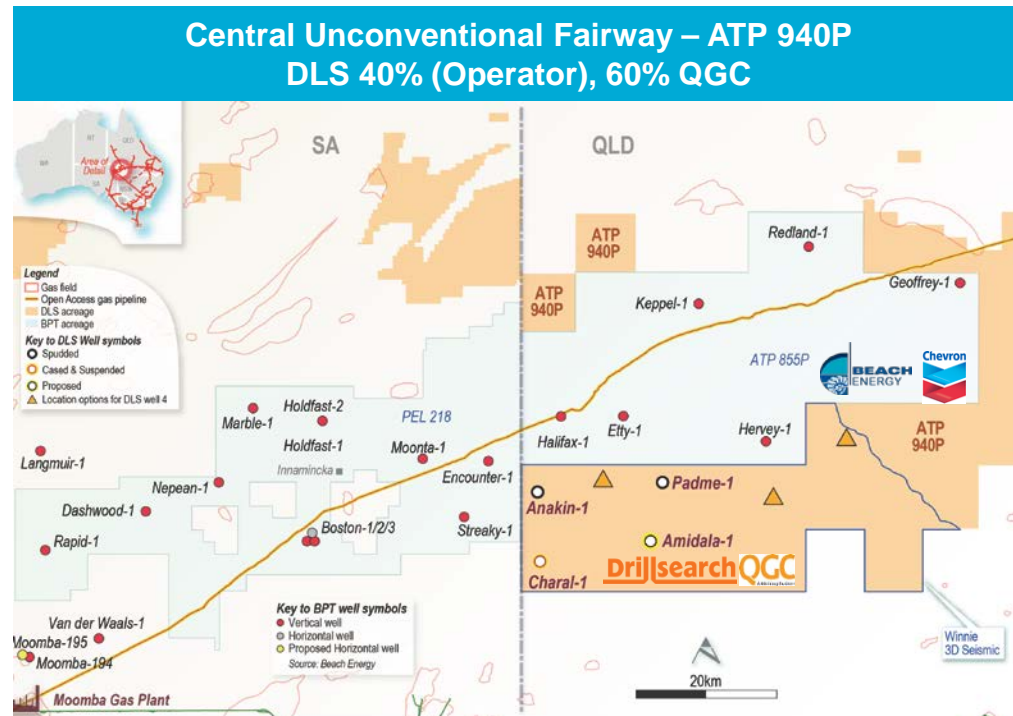 Central Unconventional Fairway – ATP 940P
DLS 40% (Operator), 60% QGC
SA
QLD
WA
NT
QLD
SA
Area of
Detail
Legend
Gas field
Open Access gas pipeline
DLS acreage
BPT acreage
Key to DLS Well symbols
Spudded
Cased & Suspended
Proposed
Location options for DLS well 4
ATP
940P
Redland-1
Geoffrey-1
ATP
940P
Keppel-1
ATP 855P
BEACH
ENERGY
Chevron
Marble-1
Holdfast-2
Holdfast-1
PEL 218
Moonta-1
Innamincka
Encounter-1
Halifax-1
Etty-1
Hervey-1
ATP
940P
Langmuir-1
Nepean-1
Dashwood-1
Rapid-1
Boston-1/2/3
Streaky-1
Anakin-1
Padme-1
Amidala-1
Charal-1
Drillsearch
QGC
Key to BPT well symbols
Vertical well
Horizontal well
Proposed Horizontal well
Source: Beach Energy
Van der Waals-1
Moomba-195
Moomba-194
Moomba Gas Plant
20km
Winnie
3D Seismic